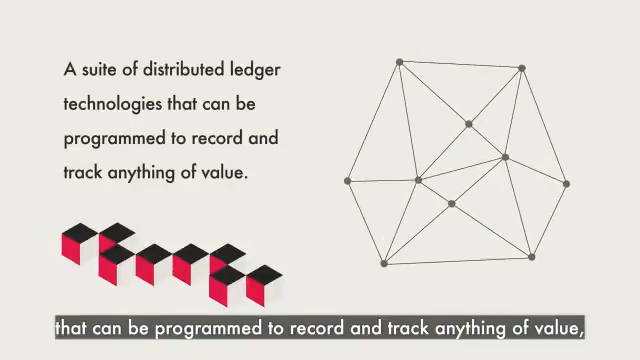 A suite of distributed ledger
technologies that can be
programmed to record and
track anything of value.
that can be programmed to record and track anything of value,